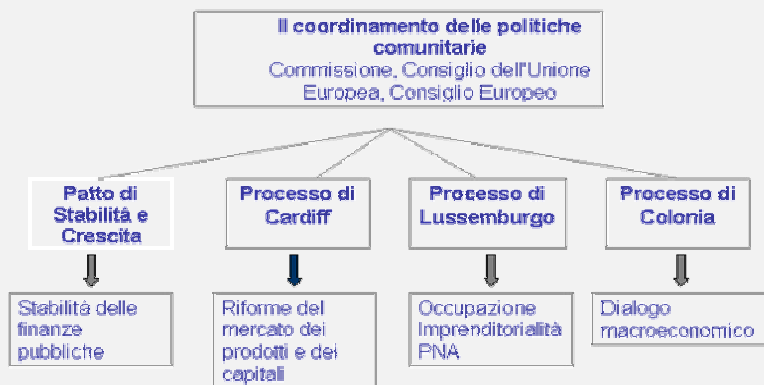 Il coordinamento delle politiche
comunitarie
Commissione, Consiglio dell'Unione
Europea, Consiglio Europeo
Patto di
Stabilità e
Crescita
Processo di
Cardiff
Processo di
Lussemburgo
Processo di
Colonia
Stabilità delle
finanze
pubbliche
Riforme del
mercato dei
prodotti e dei
capitali
Occupazione
Imprenditorialità
PNA
Dialogo
macroeconomico